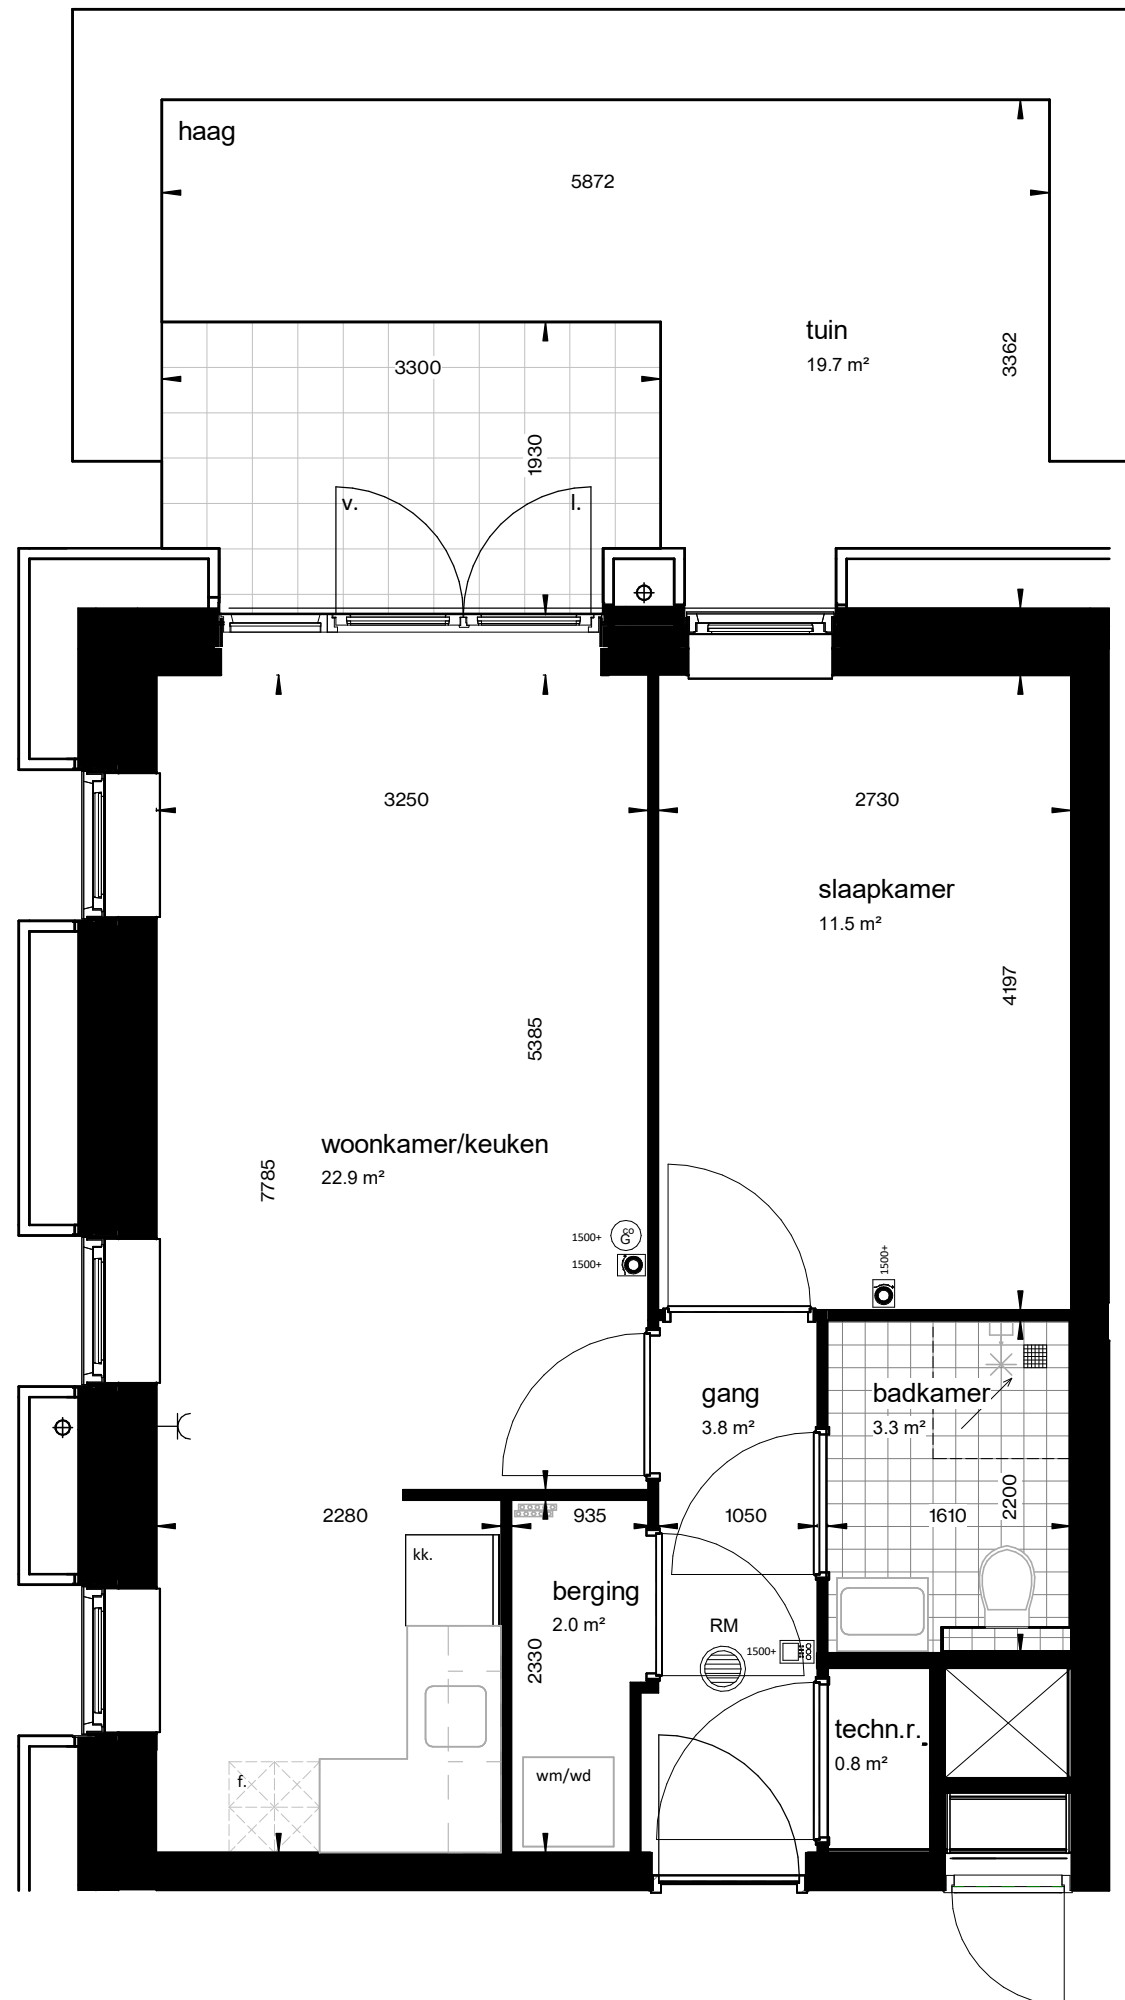 haag
5872
tuin
19.7 m²
3362
3300
1930
v.
l.
3250
2730
slaapkamer
11.5 m²
4197
5385
woonkamer/keuken
22.9 m²
7785
1500+
CO
G
1500+
1500+
gang
3.8 m²
badkamer
3.3 m²
2200
2280
935
1050
1610
kk.
berging
2.0 m²
RM
1500+
2330
techn.r.
0.8 m²
wm/wd
f.